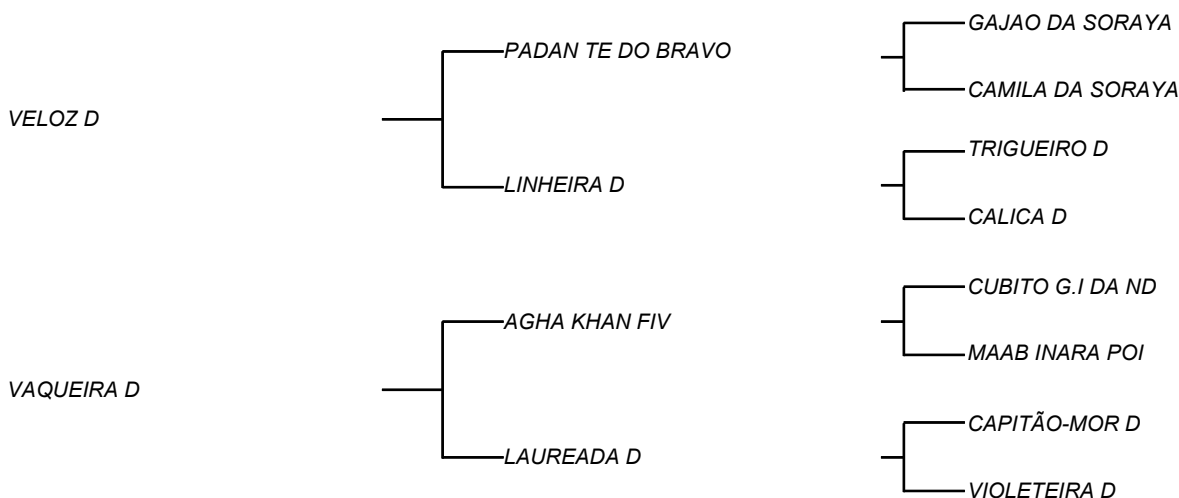 GAJAO DA SORAYA
PADAN TE DO BRAVO
CAMILA DA SORAYA
VELOZ D
TRIGUEIRO D
LINHEIRA D
CALICA D
CUBITO G.I DA ND
AGHA KHAN FIV
MAAB INARA POI
VAQUEIRA D
CAPITÃO-MOR D
LAUREADA D
VIOLETEIRA D